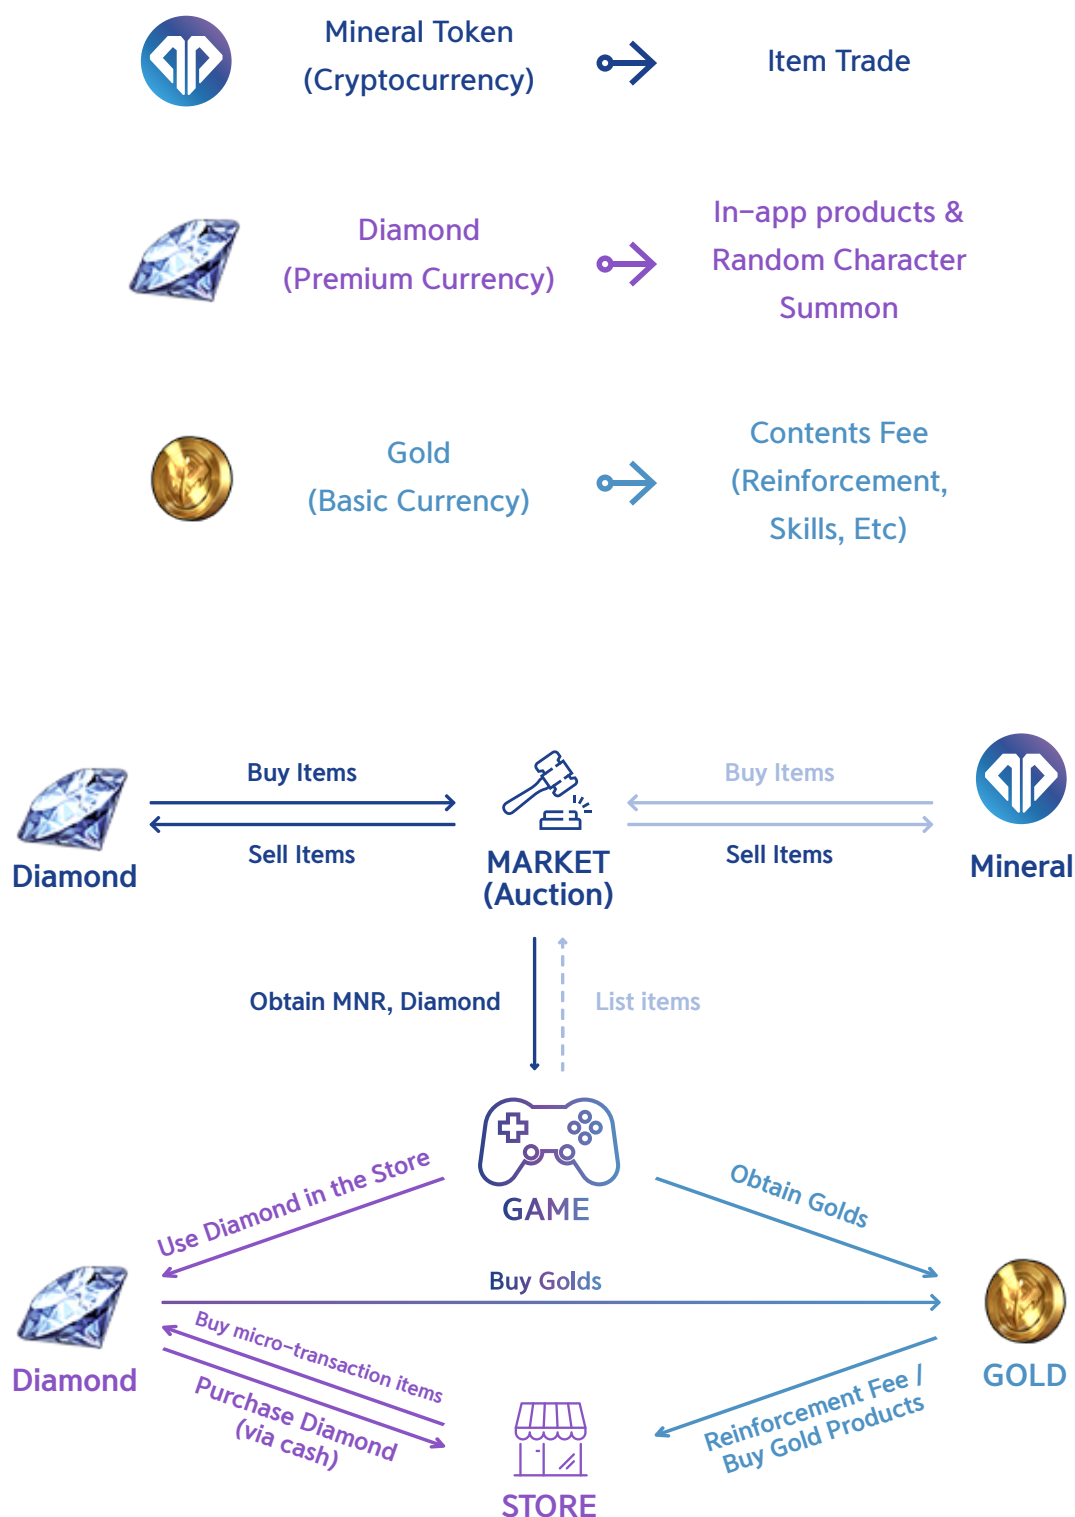 Mineral Token
(Cryptocurrency)
Item Trade
Diamond
(Premium Currency)
In-app products &
Random Character
Summon
Gold
(Basic Currency)
Contents Fee
(Reinforcement,
Skills, Etc)
Buy Items
Buy Items
Sell Items
Sell Items
Diamond
MARKET
(Auction)
Mineral
Obtain MNR, Diamond
List items
GAME
Use Diamond in the Store
Obtain Golds
Buy Golds
Buy micro-transaction items
Diamond
Purchase Diamond
(via cash)
GOLD
Reinforcement Fee /
Buy Gold Products
STORE